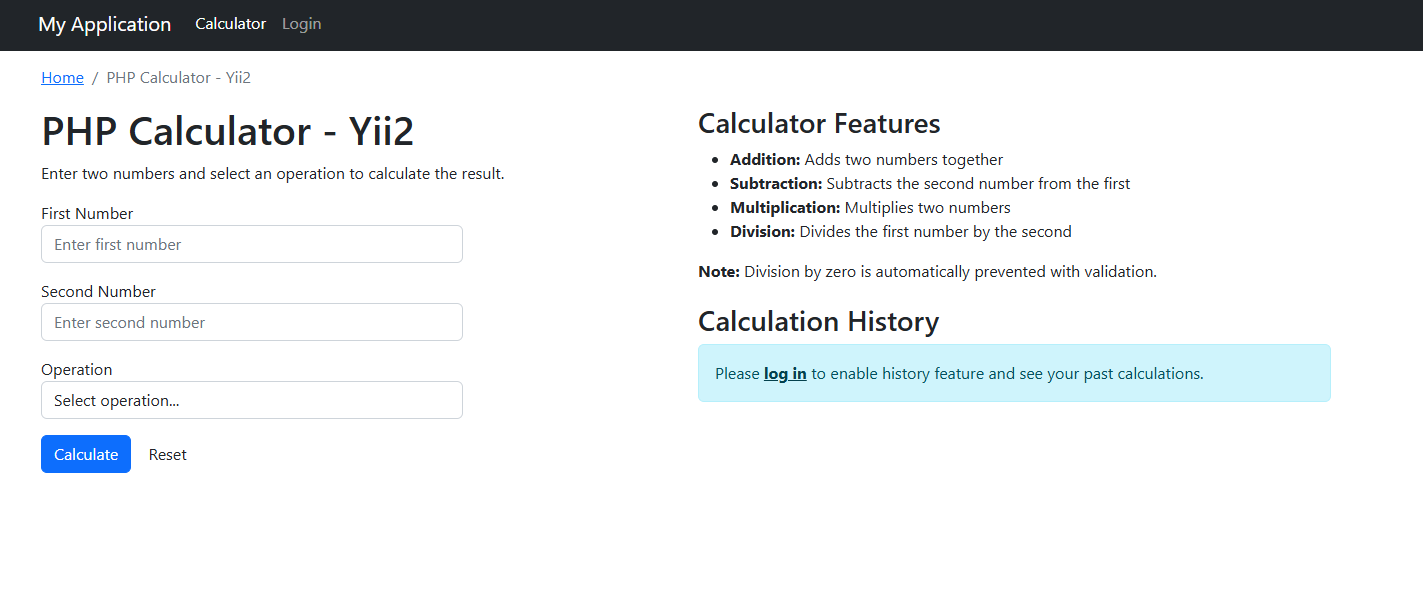 My Application Calculator Login
Home / PHP Calculator - Yii2
PHP Calculator - Yii2
Enter two numbers and select an operation to calculate the result.
First Number
Enter first number
Second Number
Enter second number
Operation
Select operation...
Calculate Reset
Calculator Features
• Addition: Adds two numbers together
• Subtraction: Subtracts the second number from the first
• Multiplication: Multiplies two numbers
• Division: Divides the first number by the second
Note: Division by zero is automatically prevented with validation.
Calculation History
Please log in to enable history feature and see your past calculations.